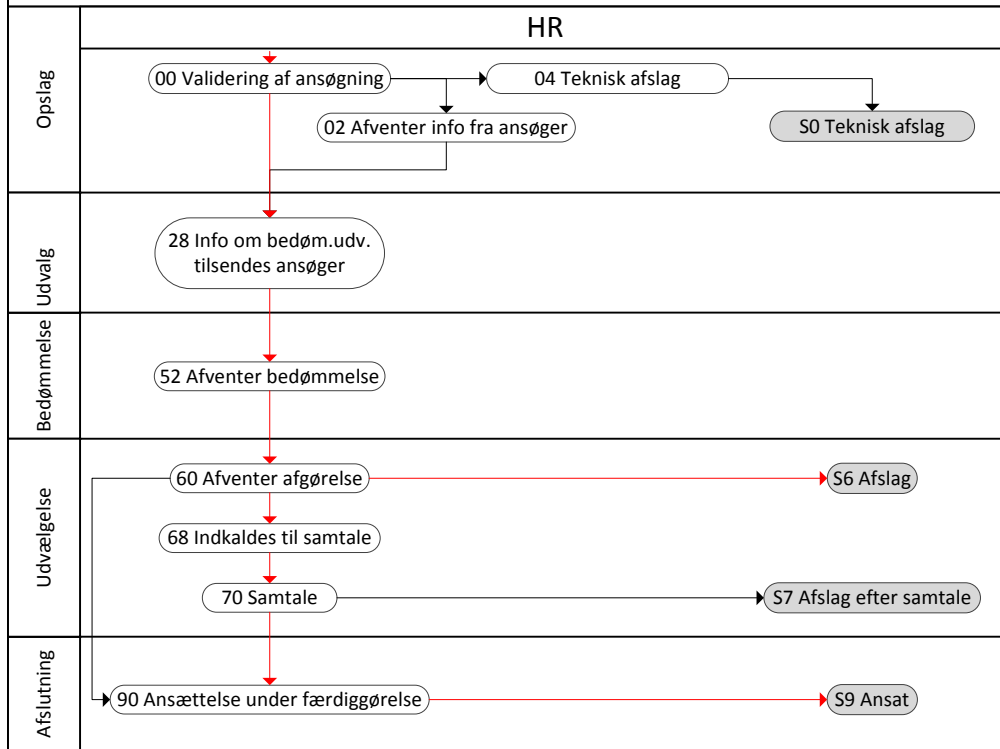 HR
Opslag
00 Validering af ansøgning
04 Teknisk afslag
02 Afventer info fra ansøger
S0 Teknisk afslag
Udvalg
28 Info om bedøm.udv.
tilsendes ansøger
Bedømmelse
52 Afventer bedømmelse
Udvælgelse
60 Afventer afgørelse
S6 Afslag
68 Indkaldes til samtale
70 Samtale
S7 Afslag efter samtale
Afslutning
90 Ansættelse under færdiggørelse
S9 Ansat